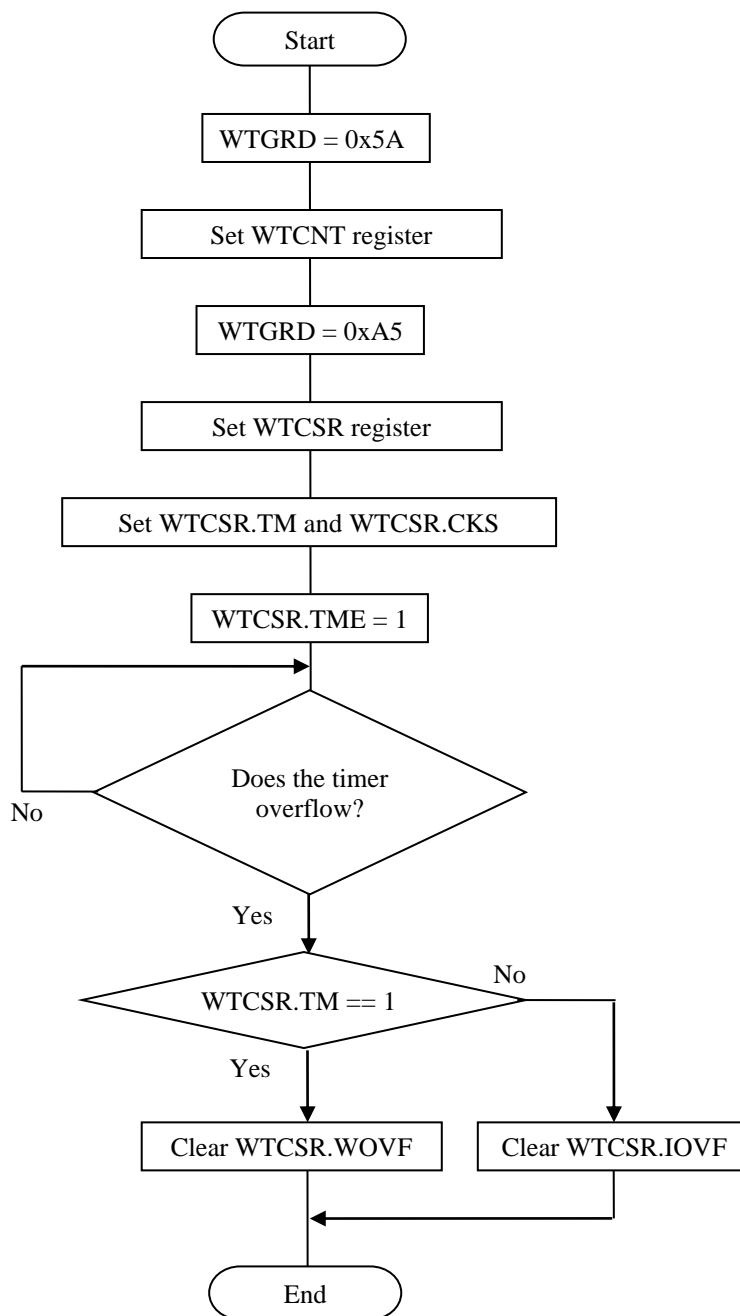 Start
WTGRD = 0x5A
Set WTCNT register
WTGRD = 0xA5
Set WTCSR register
Set WTCSR.TM and WTCSR.CKS
WTCSR.TME = 1
Does the timer
overflow?
No
Yes
No
WTCSR.TM == 1
Yes
Clear WTCSR.WOVF
Clear WTCSR.IOVF
End